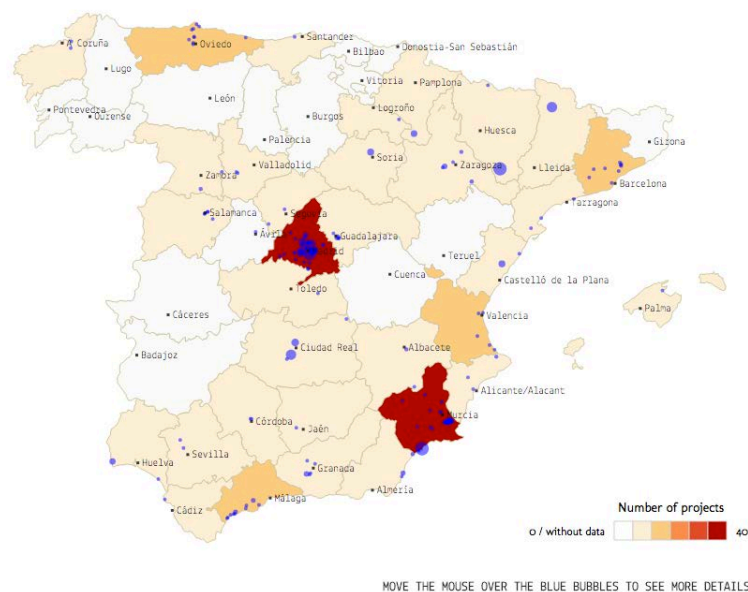 Santander
A Coruña
Oviedo
Bilbao
Donostia-San Sebastián
Lugo
Vitoria
Pamplona
León
Logroño
Pontevedra
Ourense
Burgos
Huesca
Palencia
Girona
Soria
Valladolid
Zaragoza
Lleida
Zamora
Barcelona
Tarragona
Salamanca
Segovia
Ávila
Guadalajara
Madrid
Teruel
Cuenca
Castelló de la Plana
Toledo
Cáceres
Palma
Valencia
Ciudad Real
Albacete
Badajoz
Alicante/Alacant
Murcia
Córdoba
Jaén
Huelva
Sevilla
Granada
Almería
Málaga
Cádiz
Number of projects
0 / without data
40
MOVE THE MOUSE OVER THE BLUE BUBBLES TO SEE MORE DETAILS